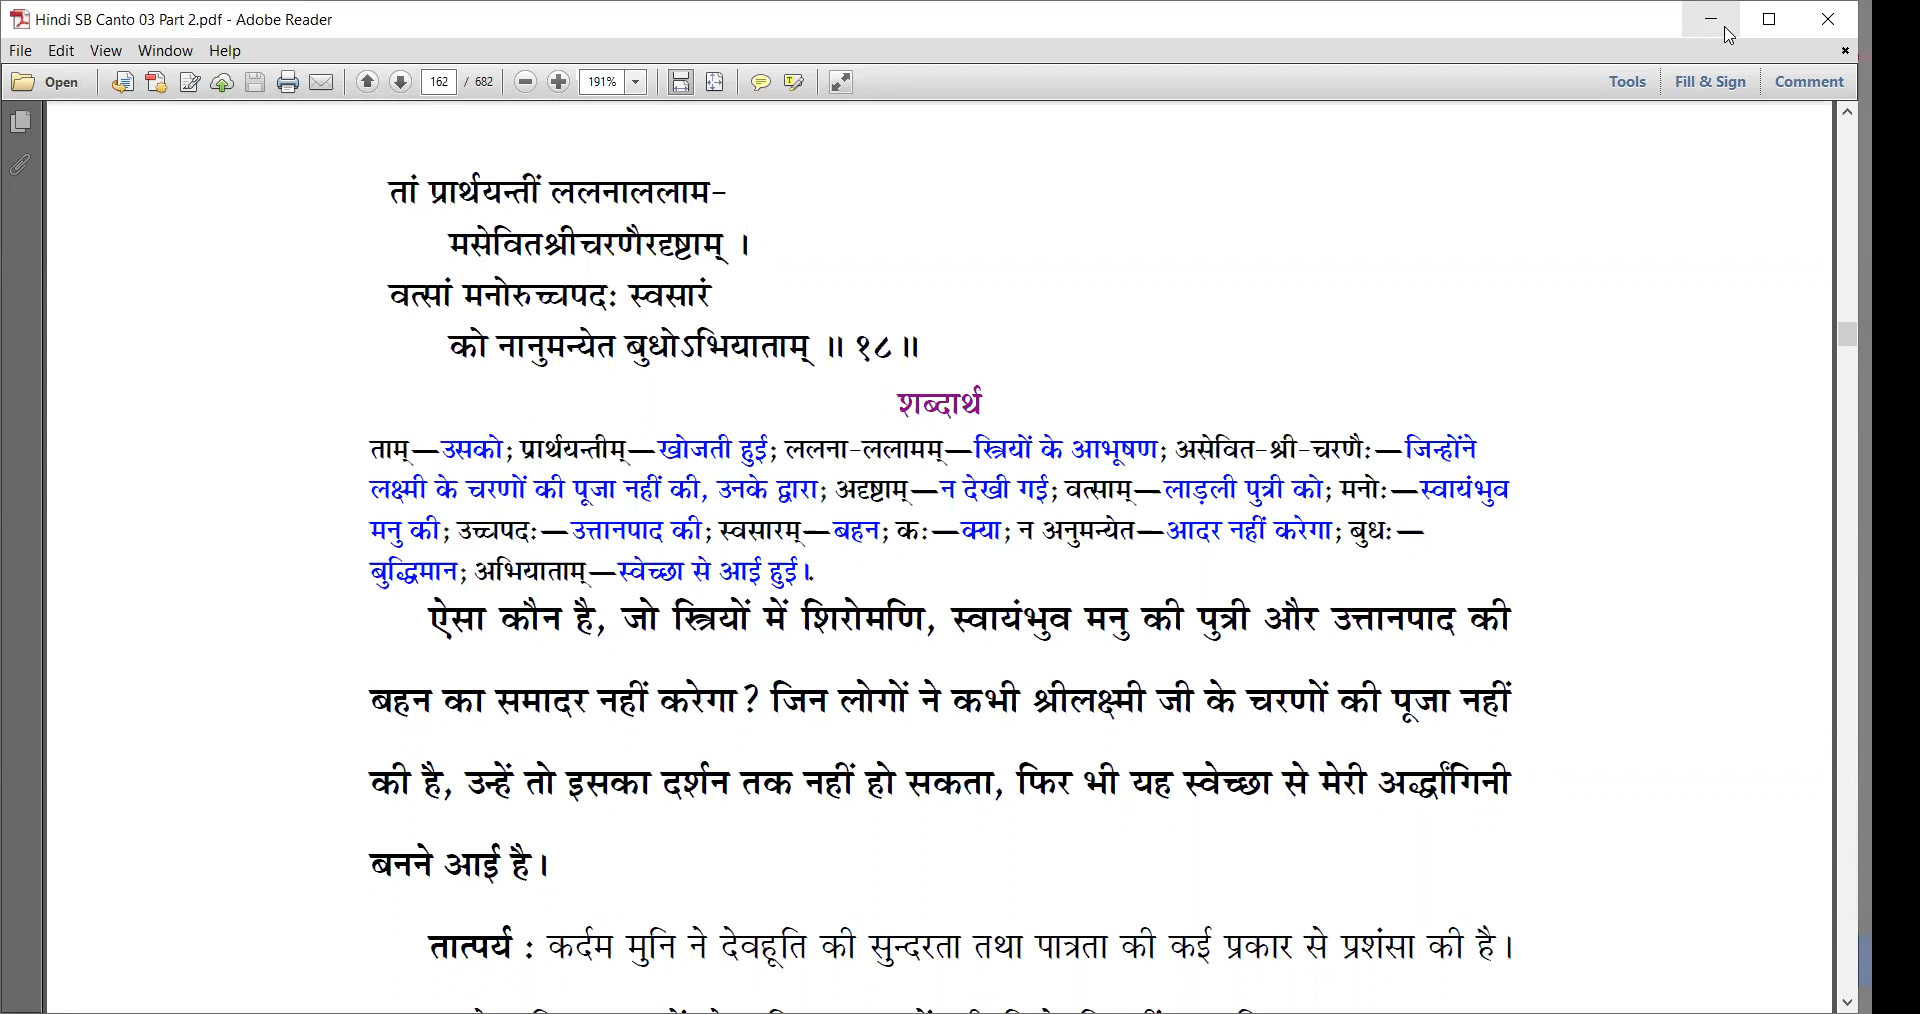 Hindi SB Canto 03 Part 2.pdf - Adobe Reader
File Edit View Window Help
Open 162 / 682 191% Tools Fill & Sign Comment
तां प्रार्थयन्तीं ललनाललाम-
मसेवितश्रीचरणैरदृष्टाम् ।
वत्सां मनोरुच्चपदः स्वसारं
को नानुमन्येत बुधोऽभियाताम् ॥ १८॥
शब्दार्थ
ताम्—उसको; प्रार्थयन्तीम्—खोजती हुई; ललना-ललामम्—स्त्रियों के आभूषण; असेवित-श्री-चरणैः—जिन्होंने
लक्ष्मी के चरणों की पूजा नहीं की, उनके द्वारा; अदृष्टाम्—न देखी गई; वत्साम्—लाड़ली पुत्री को; मनोः—स्वायंभुव
मनु की; उच्चपदः—उत्तानपाद की; स्वसारम्—बहन; कः—क्या; न अनुमन्येत—आदर नहीं करेगा; बुधः—
बुद्धिमान; अभियाताम्—स्वेच्छा से आई हुई।.
ऐसा कौन है, जो स्त्रियों में शिरोमणि, स्वायंभुव मनु की पुत्री और उत्तानपाद की
बहन का समादर नहीं करेगा? जिन लोगों ने कभी श्रीलक्ष्मी जी के चरणों की पूजा नहीं
की है, उन्हें तो इसका दर्शन तक नहीं हो सकता, फिर भी यह स्वेच्छा से मेरी अर्द्धांगिनी
बनने आई है।
तात्पर्य : कर्दम मुनि ने देवहूति की सुन्दरता तथा पात्रता की कई प्रकार से प्रशंसा की है।